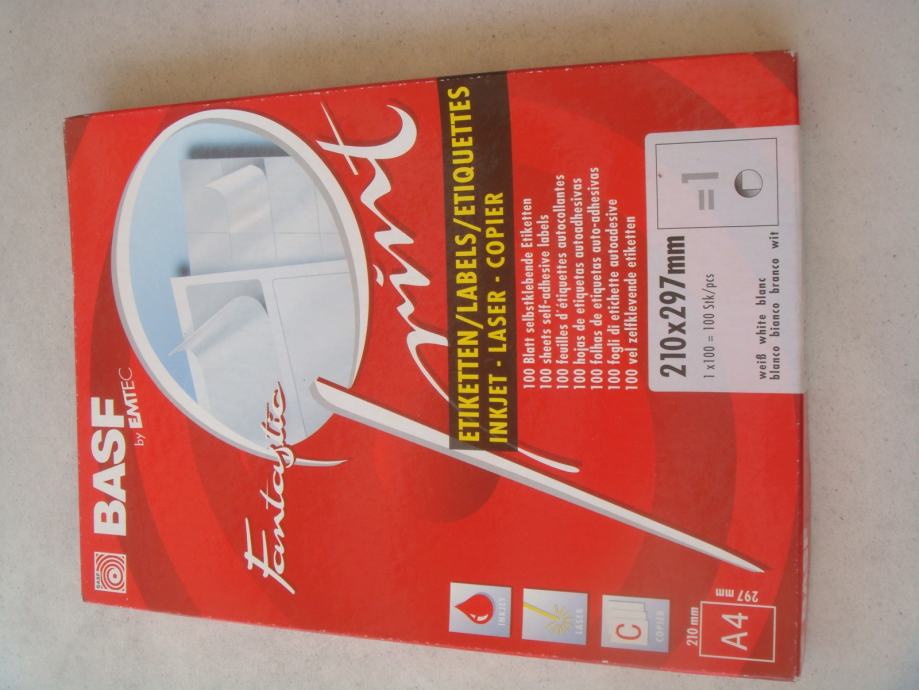 BASF
BASF
by EMTEC
Fantastic
Print
ETIKETTEN/LABELS/ETIQUETTES
INKJET · LASER · COPIER
100 Blatt selbstklebende Etiketten
100 sheets self-adhesive labels
100 feuilles d'étiquettes autocollantes
100 hojas de etiquetas autoadhesivas
100 folhas de etiquetas auto-adhesivas
100 fogli di etichette autoadesive
100 vel zelfklevende etiketten
210x297mm
1 x100 = 100 Stk/pcs
=1
weiß white blanc
blanco bianco branco wit
INKJET
LASER
C
COPIER
210 mm
A4
297 mm